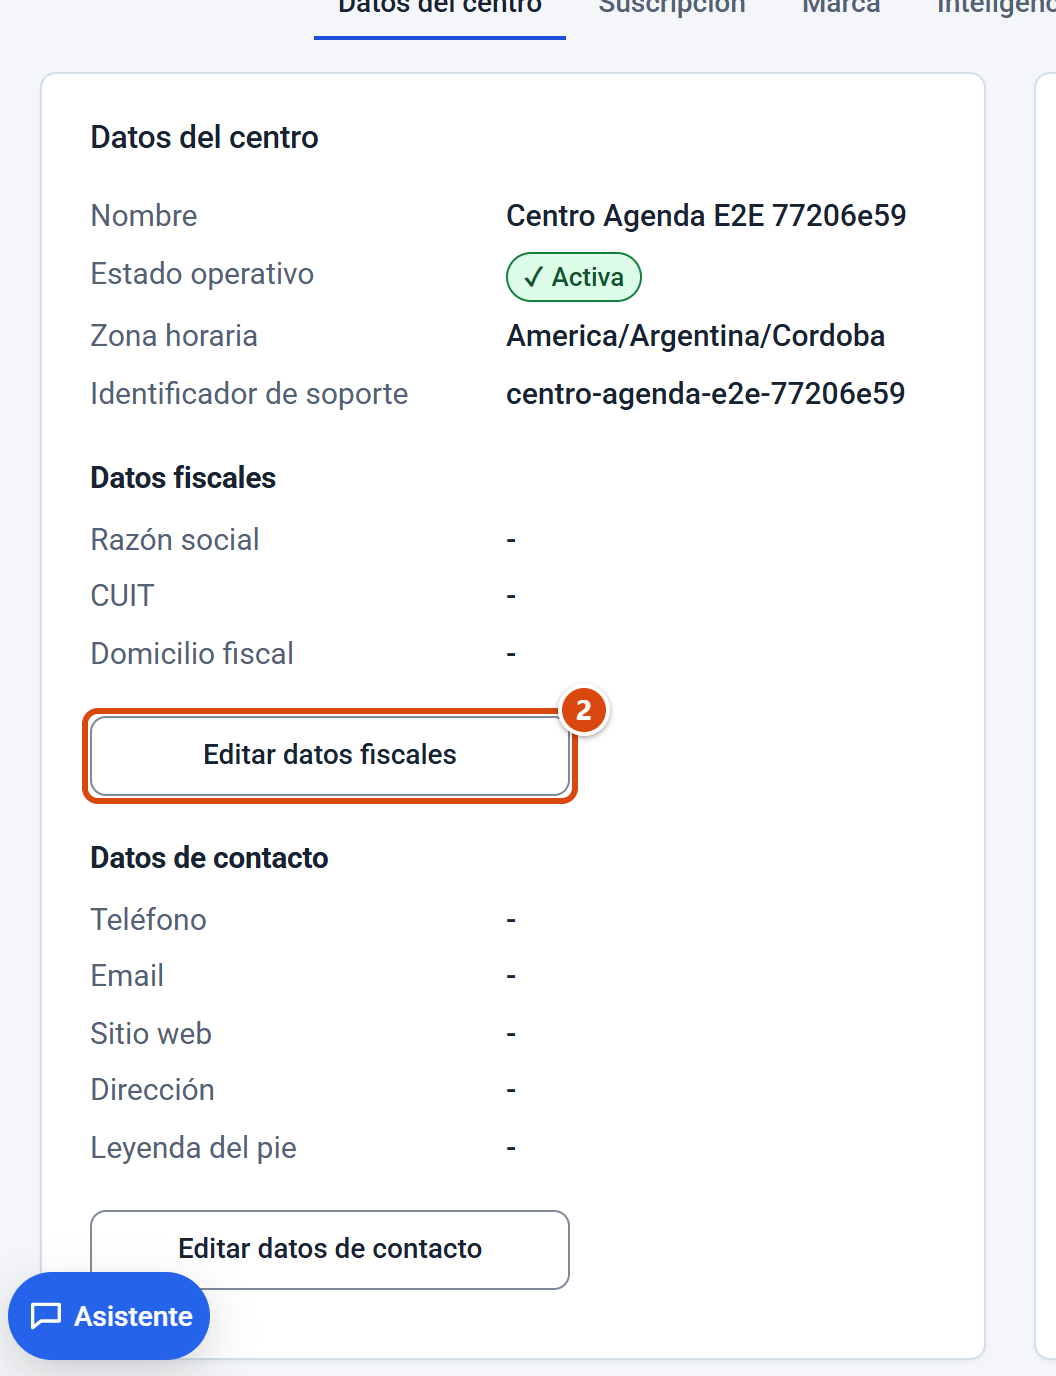 Datos del centro
Suscripción
Marca
Datos del centro
Nombre
Centro Agenda E2E 77206e59
Estado operativo
✓ Activa
Zona horaria
America/Argentina/Cordoba
Identificador de soporte
centro-agenda-e2e-77206e59
Datos fiscales
Razón social
-
CUIT
-
Domicilio fiscal
-
2
Editar datos fiscales
Datos de contacto
Teléfono
-
Email
-
Sitio web
-
Dirección
-
Leyenda del pie
-
Editar datos de contacto
Asistente